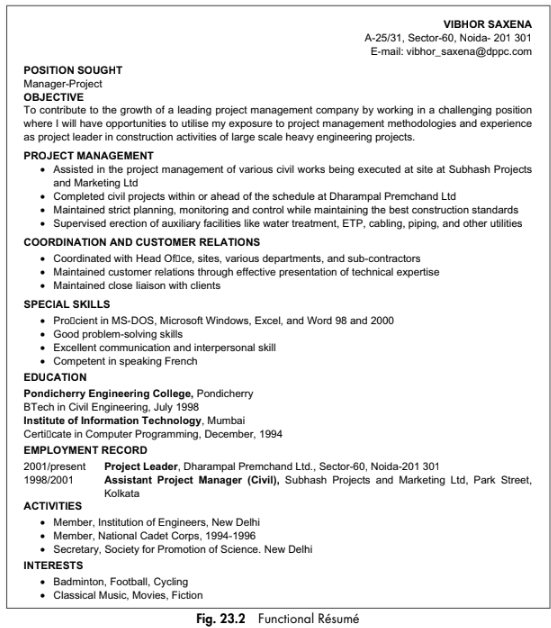 VIBHOR SAXENA
A-25/31, Sector-60, Noida- 201 301
E-mail: vibhor_saxena@dppc.com
POSITION SOUGHT
Manager-Project
OBJECTIVE
To contribute to the growth of a leading project management company by working in a challenging position
where I will have opportunities to utilise my exposure to project management methodologies and experience
as project leader in construction activities of large scale heavy engineering projects.
PROJECT MANAGEMENT
• Assisted in the project management of various civil works being executed at site at Subhash Projects
and Marketing Ltd
• Completed civil projects within or ahead of the schedule at Dharampal Premchand Ltd
• Maintained strict planning, monitoring and control while maintaining the best construction standards
• Supervised erection of auxiliary facilities like water treatment, ETP, cabling, piping, and other utilities
COORDINATION AND CUSTOMER RELATIONS
• Coordinated with Head Of▯ce, sites, various departments, and sub-contractors
• Maintained customer relations through effective presentation of technical expertise
• Maintained close liaison with clients
SPECIAL SKILLS
• Pro▯cient in MS-DOS, Microsoft Windows, Excel, and Word 98 and 2000
• Good problem-solving skills
• Excellent communication and interpersonal skill
• Competent in speaking French
EDUCATION
Pondicherry Engineering College, Pondicherry
BTech in Civil Engineering, July 1998
Institute of Information Technology, Mumbai
Certi▯cate in Computer Programming, December, 1994
EMPLOYMENT RECORD
2001/present Project Leader, Dharampal Premchand Ltd., Sector-60, Noida-201 301
1998/2001 Assistant Project Manager (Civil), Subhash Projects and Marketing Ltd, Park Street,
Kolkata
ACTIVITIES
• Member, Institution of Engineers, New Delhi
• Member, National Cadet Corps, 1994-1996
• Secretary, Society for Promotion of Science. New Delhi
INTERESTS
• Badminton, Football, Cycling
• Classical Music, Movies, Fiction
Fig. 23.2 Functional Résumé